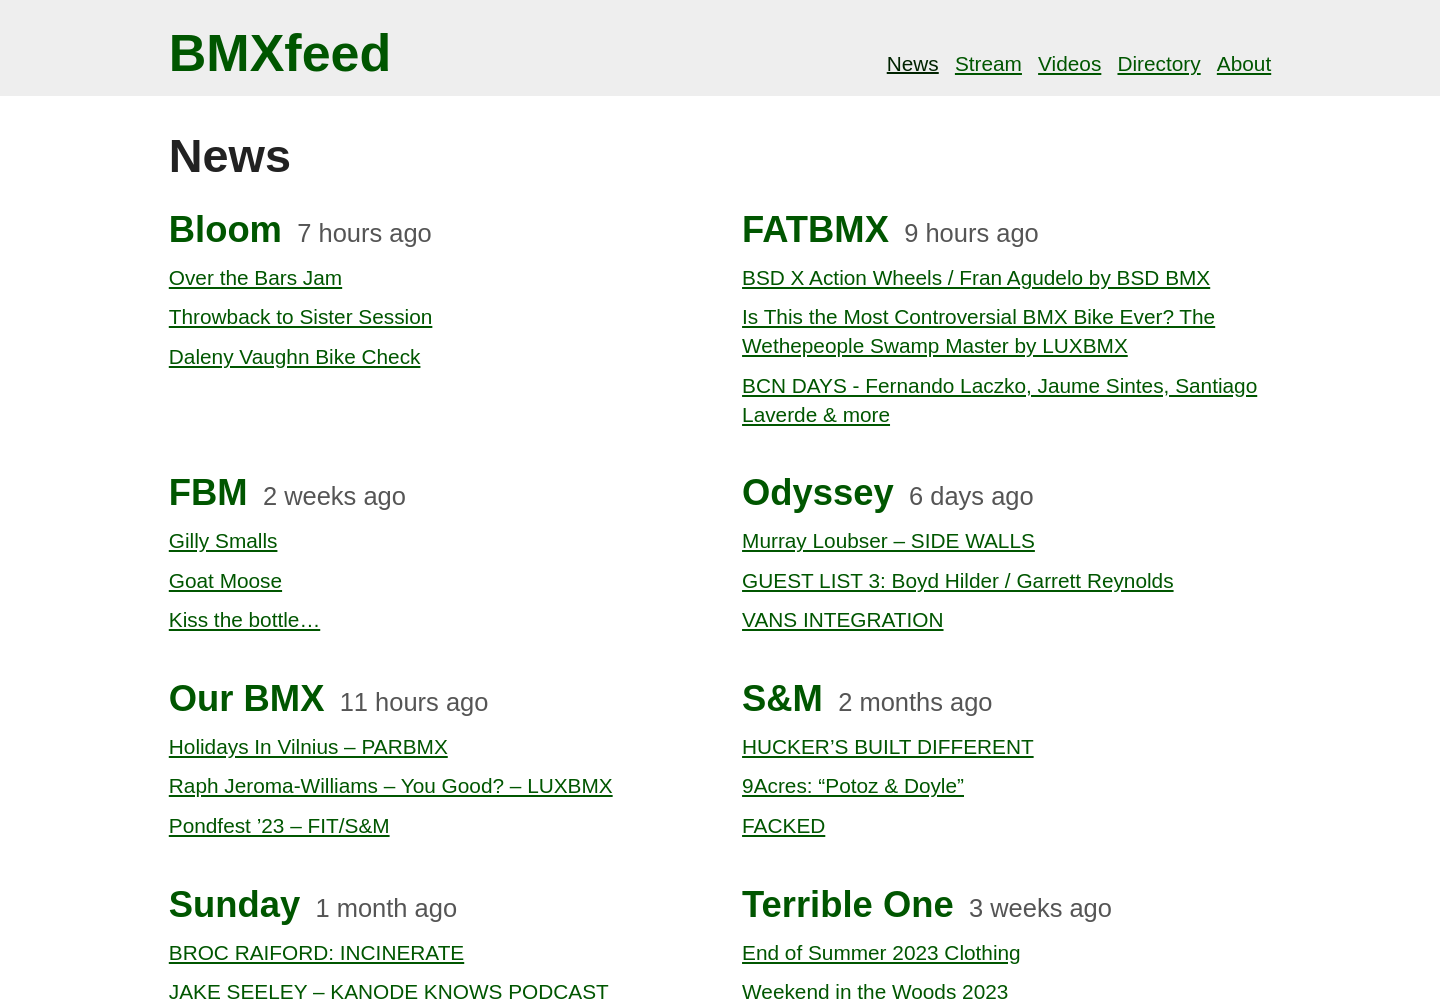 BMXfeed
News Stream Videos Directory About
News
Bloom 7 hours ago
Over the Bars Jam
Throwback to Sister Session
Daleny Vaughn Bike Check
FATBMX 9 hours ago
BSD X Action Wheels / Fran Agudelo by BSD BMX
Is This the Most Controversial BMX Bike Ever? The
Wethepeople Swamp Master by LUXBMX
BCN DAYS - Fernando Laczko, Jaume Sintes, Santiago
Laverde & more
FBM 2 weeks ago
Gilly Smalls
Goat Moose
Kiss the bottle…
Odyssey 6 days ago
Murray Loubser – SIDE WALLS
GUEST LIST 3: Boyd Hilder / Garrett Reynolds
VANS INTEGRATION
Our BMX 11 hours ago
Holidays In Vilnius – PARBMX
Raph Jeroma-Williams – You Good? – LUXBMX
Pondfest ’23 – FIT/S&M
S&M 2 months ago
HUCKER’S BUILT DIFFERENT
9Acres: “Potoz & Doyle”
FACKED
Sunday 1 month ago
BROC RAIFORD: INCINERATE
JAKE SEELEY – KANODE KNOWS PODCAST
Terrible One 3 weeks ago
End of Summer 2023 Clothing
Weekend in the Woods 2023